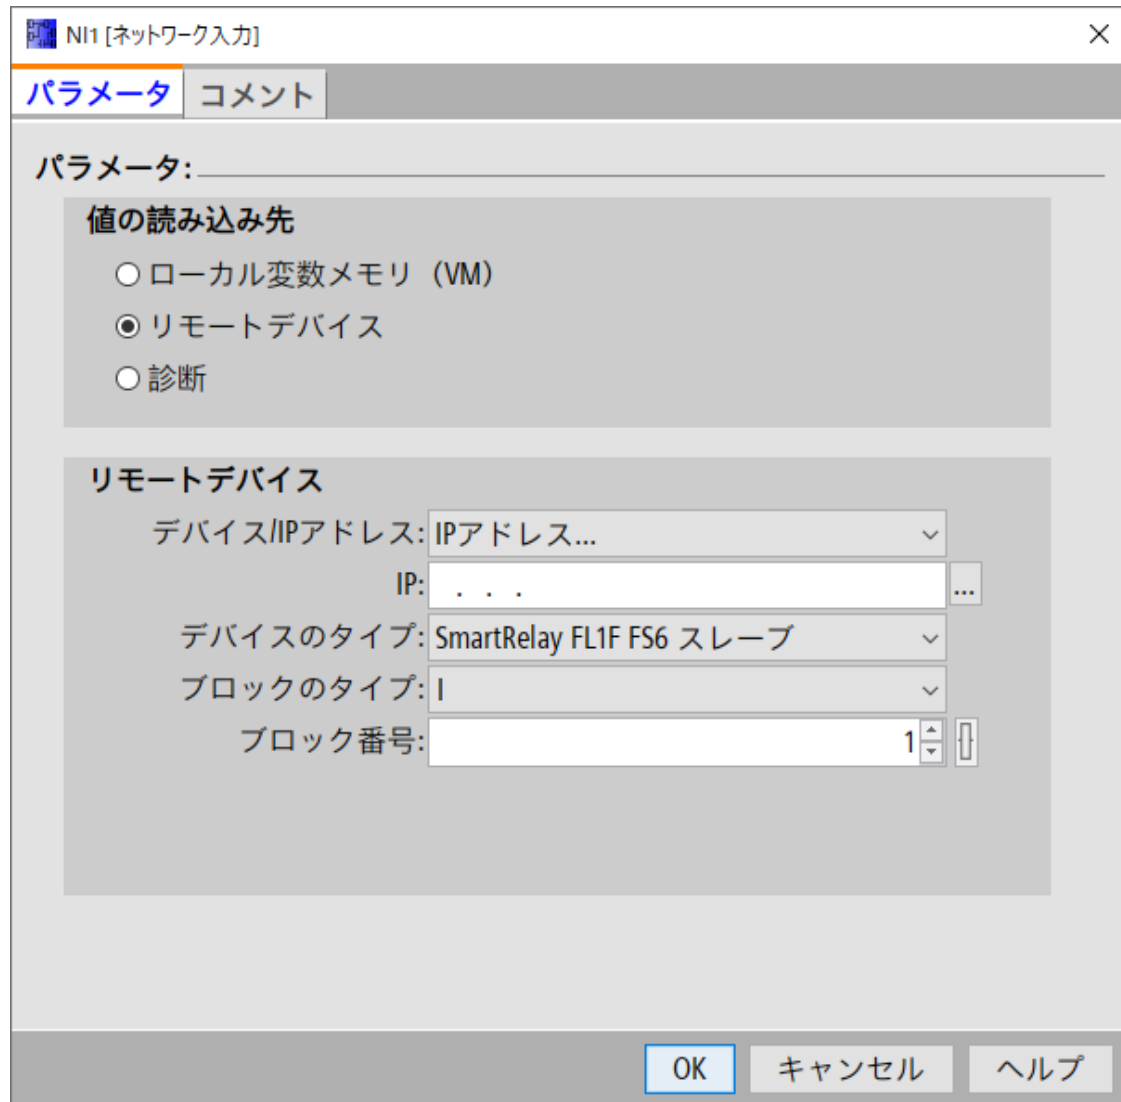 NI1 [ネットワーク入力]
パラメータ コメント
パラメータ:
値の読み込み先
ローカル変数メモリ (VM)
リモートデバイス
診断
リモートデバイス
デバイス/IPアドレス: IPアドレス...
IP: . . . ...
デバイスのタイプ: SmartRelay FL1F FS6 スレーブ
ブロックのタイプ: I
ブロック番号: 1
OK キャンセル ヘルプ